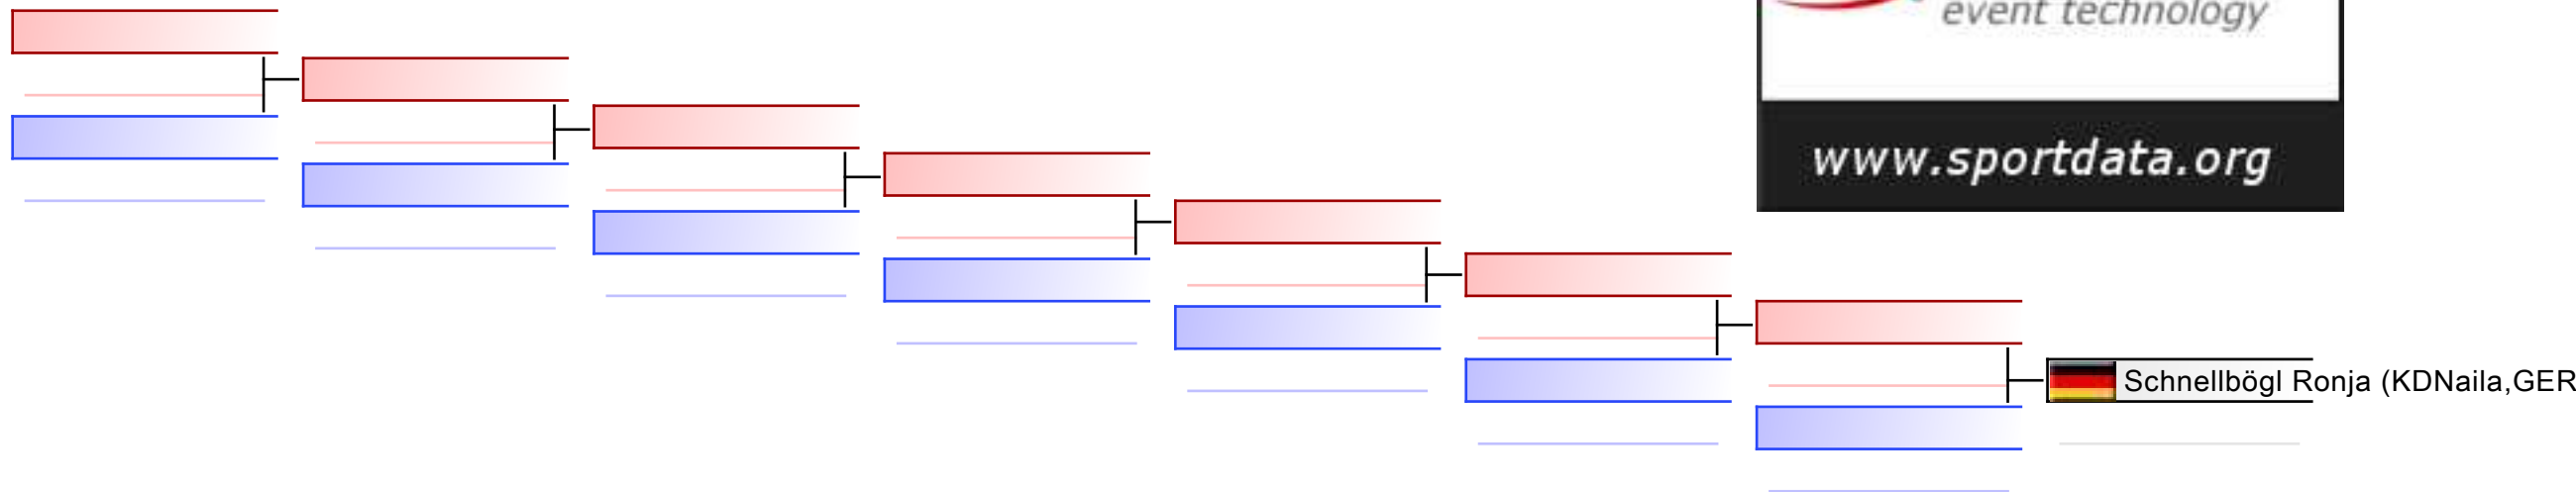 event technology
www.sportdata.org
Schnellbögl Ronja (KDNaila,GER